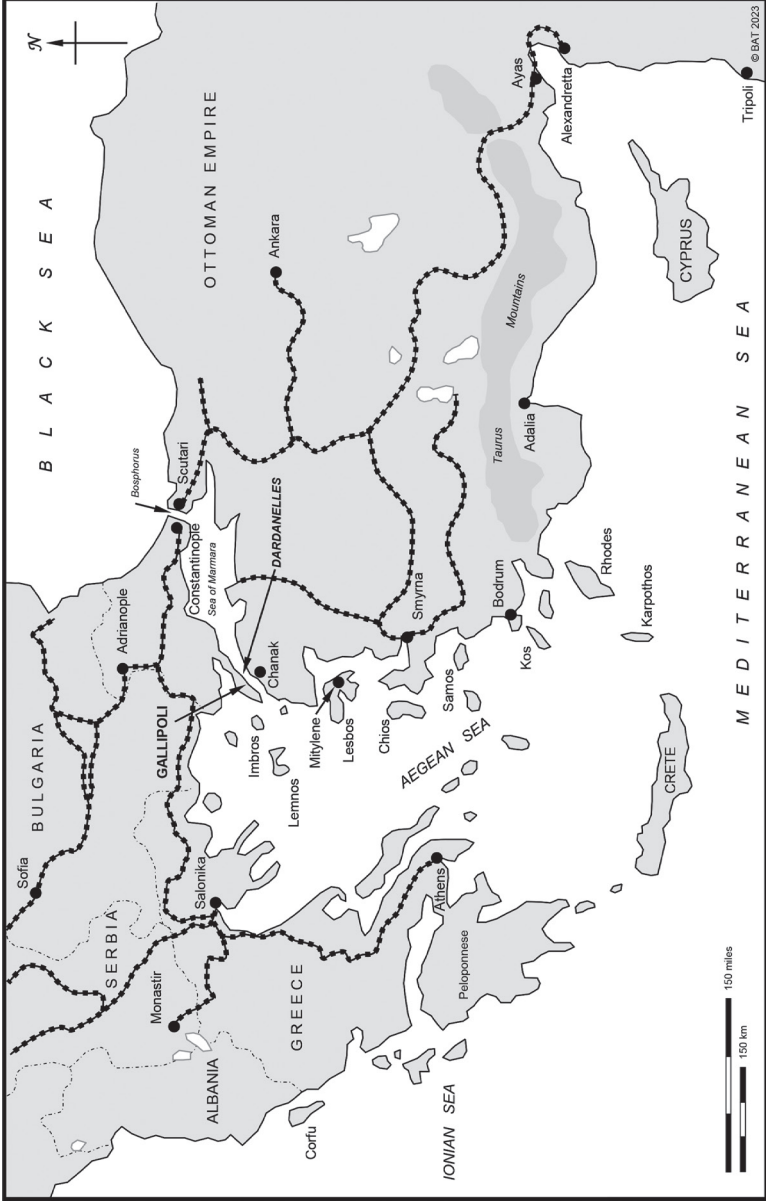 N
BLACK SEA
BULGARIA
Sofia
SERBIA
Monastir
ALBANIA
GREECE
Salonika
Corfu
IONIAN SEA
Athens
Peloponnese
Adrianople
GALLIPOLI
Bosphorus
Constantinople
Scutari
Sea of Marmara
DARDANELLES
Chanak
Imbros
Lemnos
Mitylene
Lesbos
Chios
AEGEAN SEA
Samos
Smyrna
Bodrum
Kos
Rhodes
Karpothos
CRETE
OTTOMAN EMPIRE
Ankara
Taurus
Mountains
Adalia
Ayas
Alexandretta
CYPRUS
Tripoli
MEDITERRANEAN SEA
150 miles
150 km
© BAT 2023